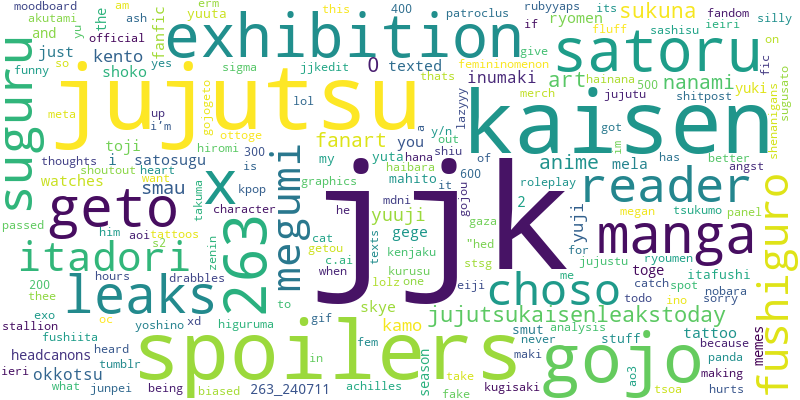 moodboard
am
this
400
patroclus
rubyyaps
its
fandom
akutami
erm
yuuta
if
ryomen
sukuna
silly
yu
the
official
fanfic
exhibition
give
fluff
sashisu
ieiri
and
just
kento
yes
sigma
jjkedit
O
texted
femininomenon
satoru
on
so
shoko
thats
inumaki
art
hainana
500
nanami
fic
funny
jujutsu
kaisen
merch
jujutu
shitpost
yuki
sugusato
meta
up
i'm
lol
gojogeto
ottoge
fanart
you
a
y/n
lazyyy
out
got
im
better
shenanigans
suguru
toji
hiromi
thoughts
i
satosugu
300
is
my
yuta
hana
shiu
of
anime
mela
has
angst
shoutout
heart
want
kpop
x
megumi
graphics
mahito
haibara
it
600
roleplay
reader
watches
smau
takuma
character
mdni
gojou
2
megan
tsukumo
panel
geto
passed
him
aoi
tattoos
he
yuuji
gaza
"hed
yuji
manga
s2
263
cat
gege
for
jujustu
ryoumen
itadori
zenin
getou
texts
kenjaku
stsg
me
toge
itafushi
fushiguro
hours
drabbles
c.ai
when
lolz
one
kurusu
jjk
eiji
choso
catch
spot
nobara
200
thee
leaks
to
skye
todo
ino
sorry
exo
oc
yoshino
xd
higuruma
gif
kamo
jujutsukaisenleakstoday
stallion
fushiita
fem
smut
analysis
tattoo
because
headcanons
heard
spoilers
in
season
never
stuff
memes
ieri
okkotsu
tumblr
maki
gojo
panda
what
junpei
being
biased
263_240711
achilles
take
fake
kugisaki
ao3
tsoa
making
hurts